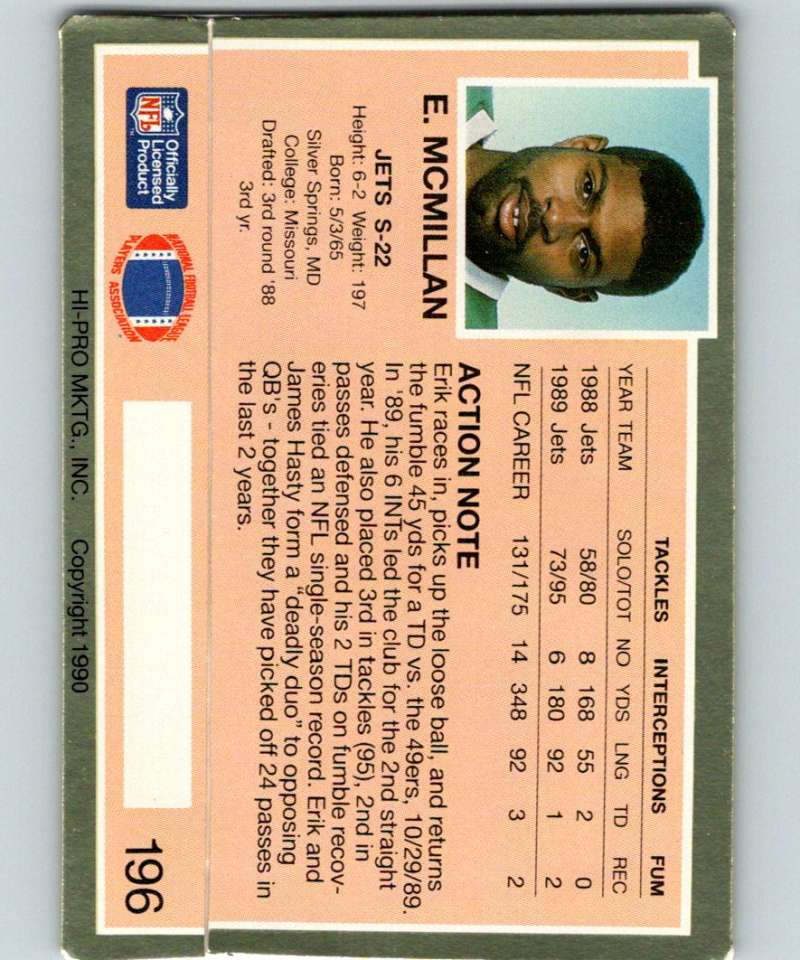 E. MCMILLAN
JETS S-22
Height: 6-2 Weight: 197
Born: 5/3/65
Silver Springs, MD
College: Missouri
Drafted: 3rd round '88
3rd yr.
TACKLES INTERCEPTIONS FUM
YEAR TEAM SOLO/TOT NO YDS LNG TD REC
1988 Jets 58/80 8 168 55 2 0
1989 Jets 73/95 6 180 92 1 2
NFL CAREER 131/175 14 348 92 3 2
ACTION NOTE
Erik races in, picks up the loose ball, and returns
the fumble 45 yds for a TD vs. the 49ers, 10/29/89.
In '89, his 6 INTs led the club for the 2nd straight
year. He also placed 3rd in tackles (95), 2nd in
passes defensed and his 2 TDs on fumble recov-
eries tied an NFL single-season record. Erik and
James Hasty form a "deadly duo" to opposing
QB's - together they have picked off 24 passes in
the last 2 years.
NFL
Officially
Licensed
Product
NATIONAL FOOTBALL LEAGUE
PLAYERS ASSOCIATION
196
HI-PRO MKTG., INC. Copyright 1990